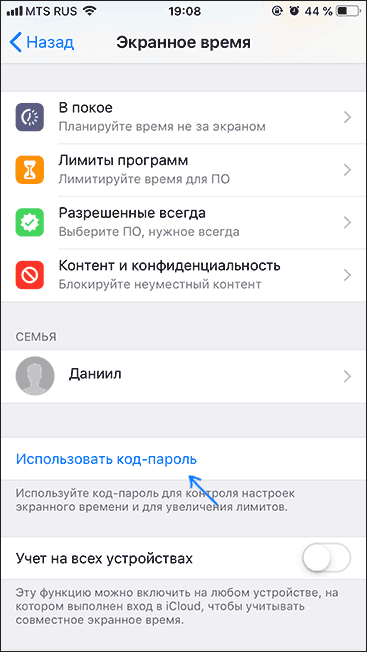 MTS RUS 19:08 44 %
Назад Экранное время
В покое
Планируйте время не за экраном
Лимиты программ
Лимитируйте время для ПО
Разрешенные всегда
Выберите ПО, нужное всегда
Контент и конфиденциальность
Блокируйте неуместный контент
СЕМЬЯ
Даниил
Использовать код-пароль
Используйте код-пароль для контроля настроек
экранного времени и для увеличения лимитов.
Учет на всех устройствах
Эту функцию можно включить на любом устройстве, на
котором выполнен вход в iCloud, чтобы учитывать
совместное экранное время.